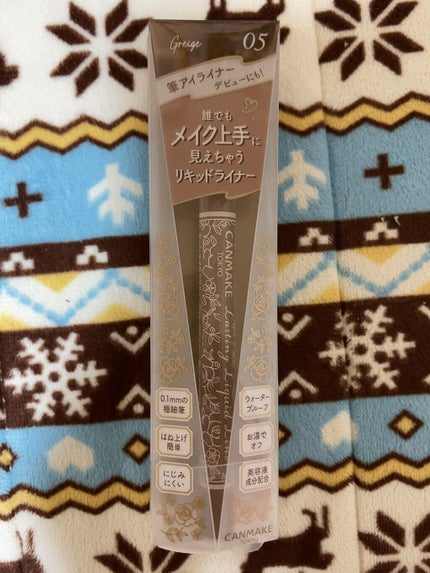 Greige 05
筆アイライナー
デビューにも!
誰でも
メイク上手に
見えちゃう
リキッドライナー
CANMAKE
TOKYO
Lasting Liquid Liner
0.1mmの
極細筆
はね上げ
簡単
にじみ
にくい
ウォーター
プルーフ
お湯で
オフ
美容液
成分配合
CANMAKE
TOKYO